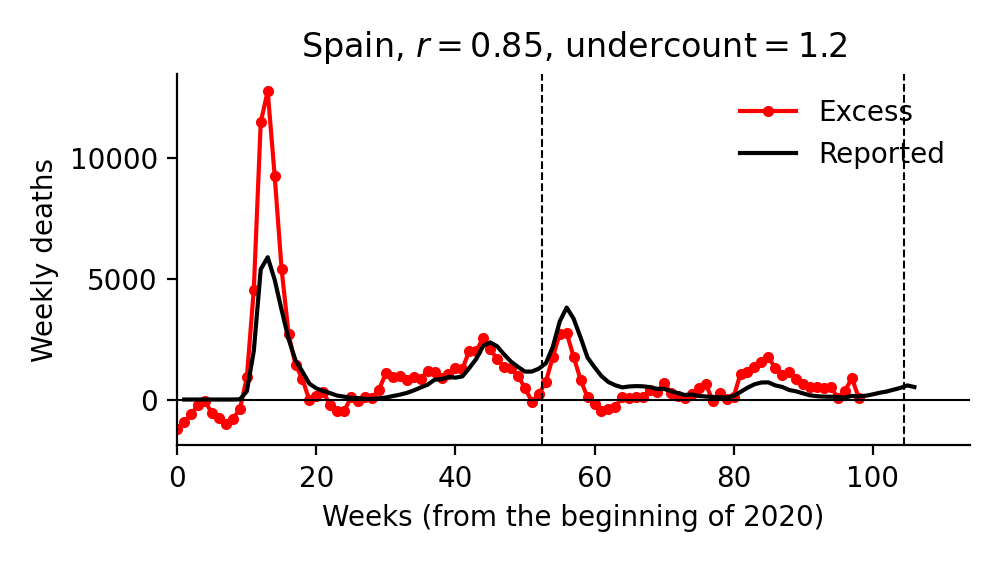 Spain, r = 0.85, undercount = 1.2
Excess
Reported
Weekly deaths
10000
5000
0
0 20 40 60 80 100
Weeks (from the beginning of 2020)